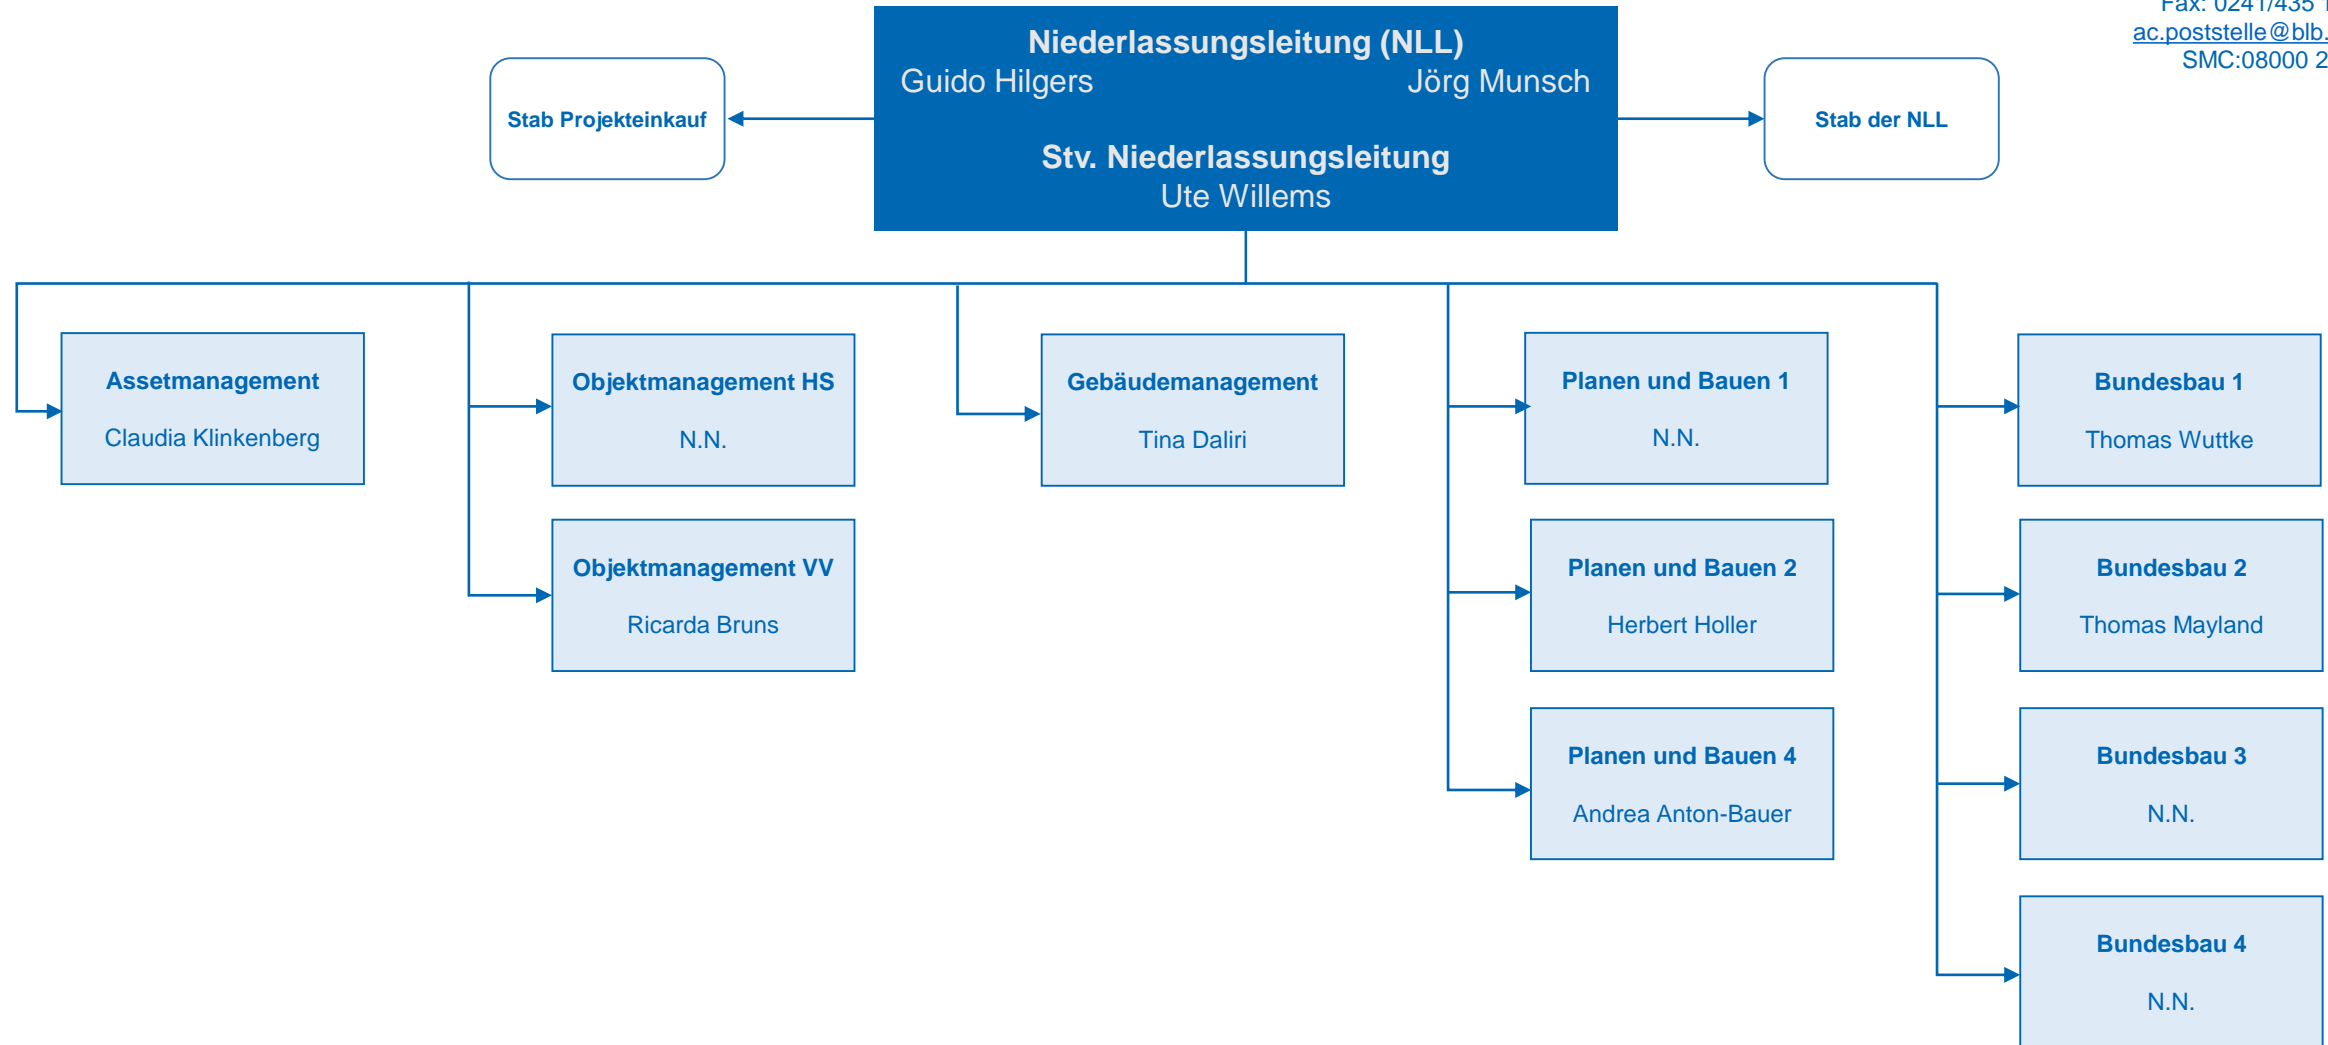 Fax: 0241/435
ac.poststelle@blb.
SMC:08000 2
Niederlassungsleitung (NLL)
Guido Hilgers Jörg Munsch
Stv. Niederlassungsleitung
Ute Willems
Stab Projekteinkauf
Stab der NLL
Assetmanagement
Claudia Klinkenberg
Objektmanagement HS
N.N.
Objektmanagement VV
Ricarda Bruns
Gebäudemanagement
Tina Daliri
Planen und Bauen 1
N.N.
Planen und Bauen 2
Herbert Holler
Planen und Bauen 4
Andrea Anton-Bauer
Bundesbau 1
Thomas Wuttke
Bundesbau 2
Thomas Mayland
Bundesbau 3
N.N.
Bundesbau 4
N.N.